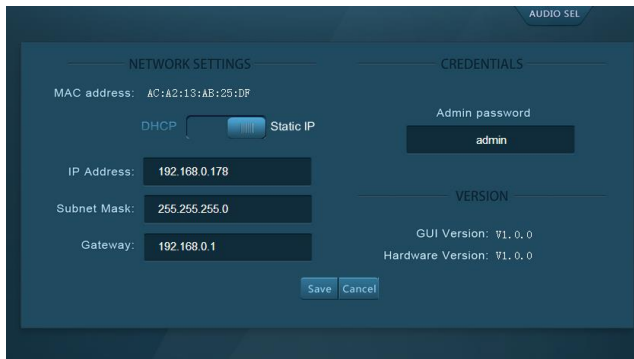 AUDIO SEL
NETWORK SETTINGS
MAC address: AC:A2:13:AB:25:DF
DHCP Static IP
IP Address: 192.168.0.178
Subnet Mask: 255.255.255.0
Gateway: 192.168.0.1
CREDENTIALS
Admin password
admin
VERSION
GUI Version: V1.0.0
Hardware Version: V1.0.0
Save Cancel